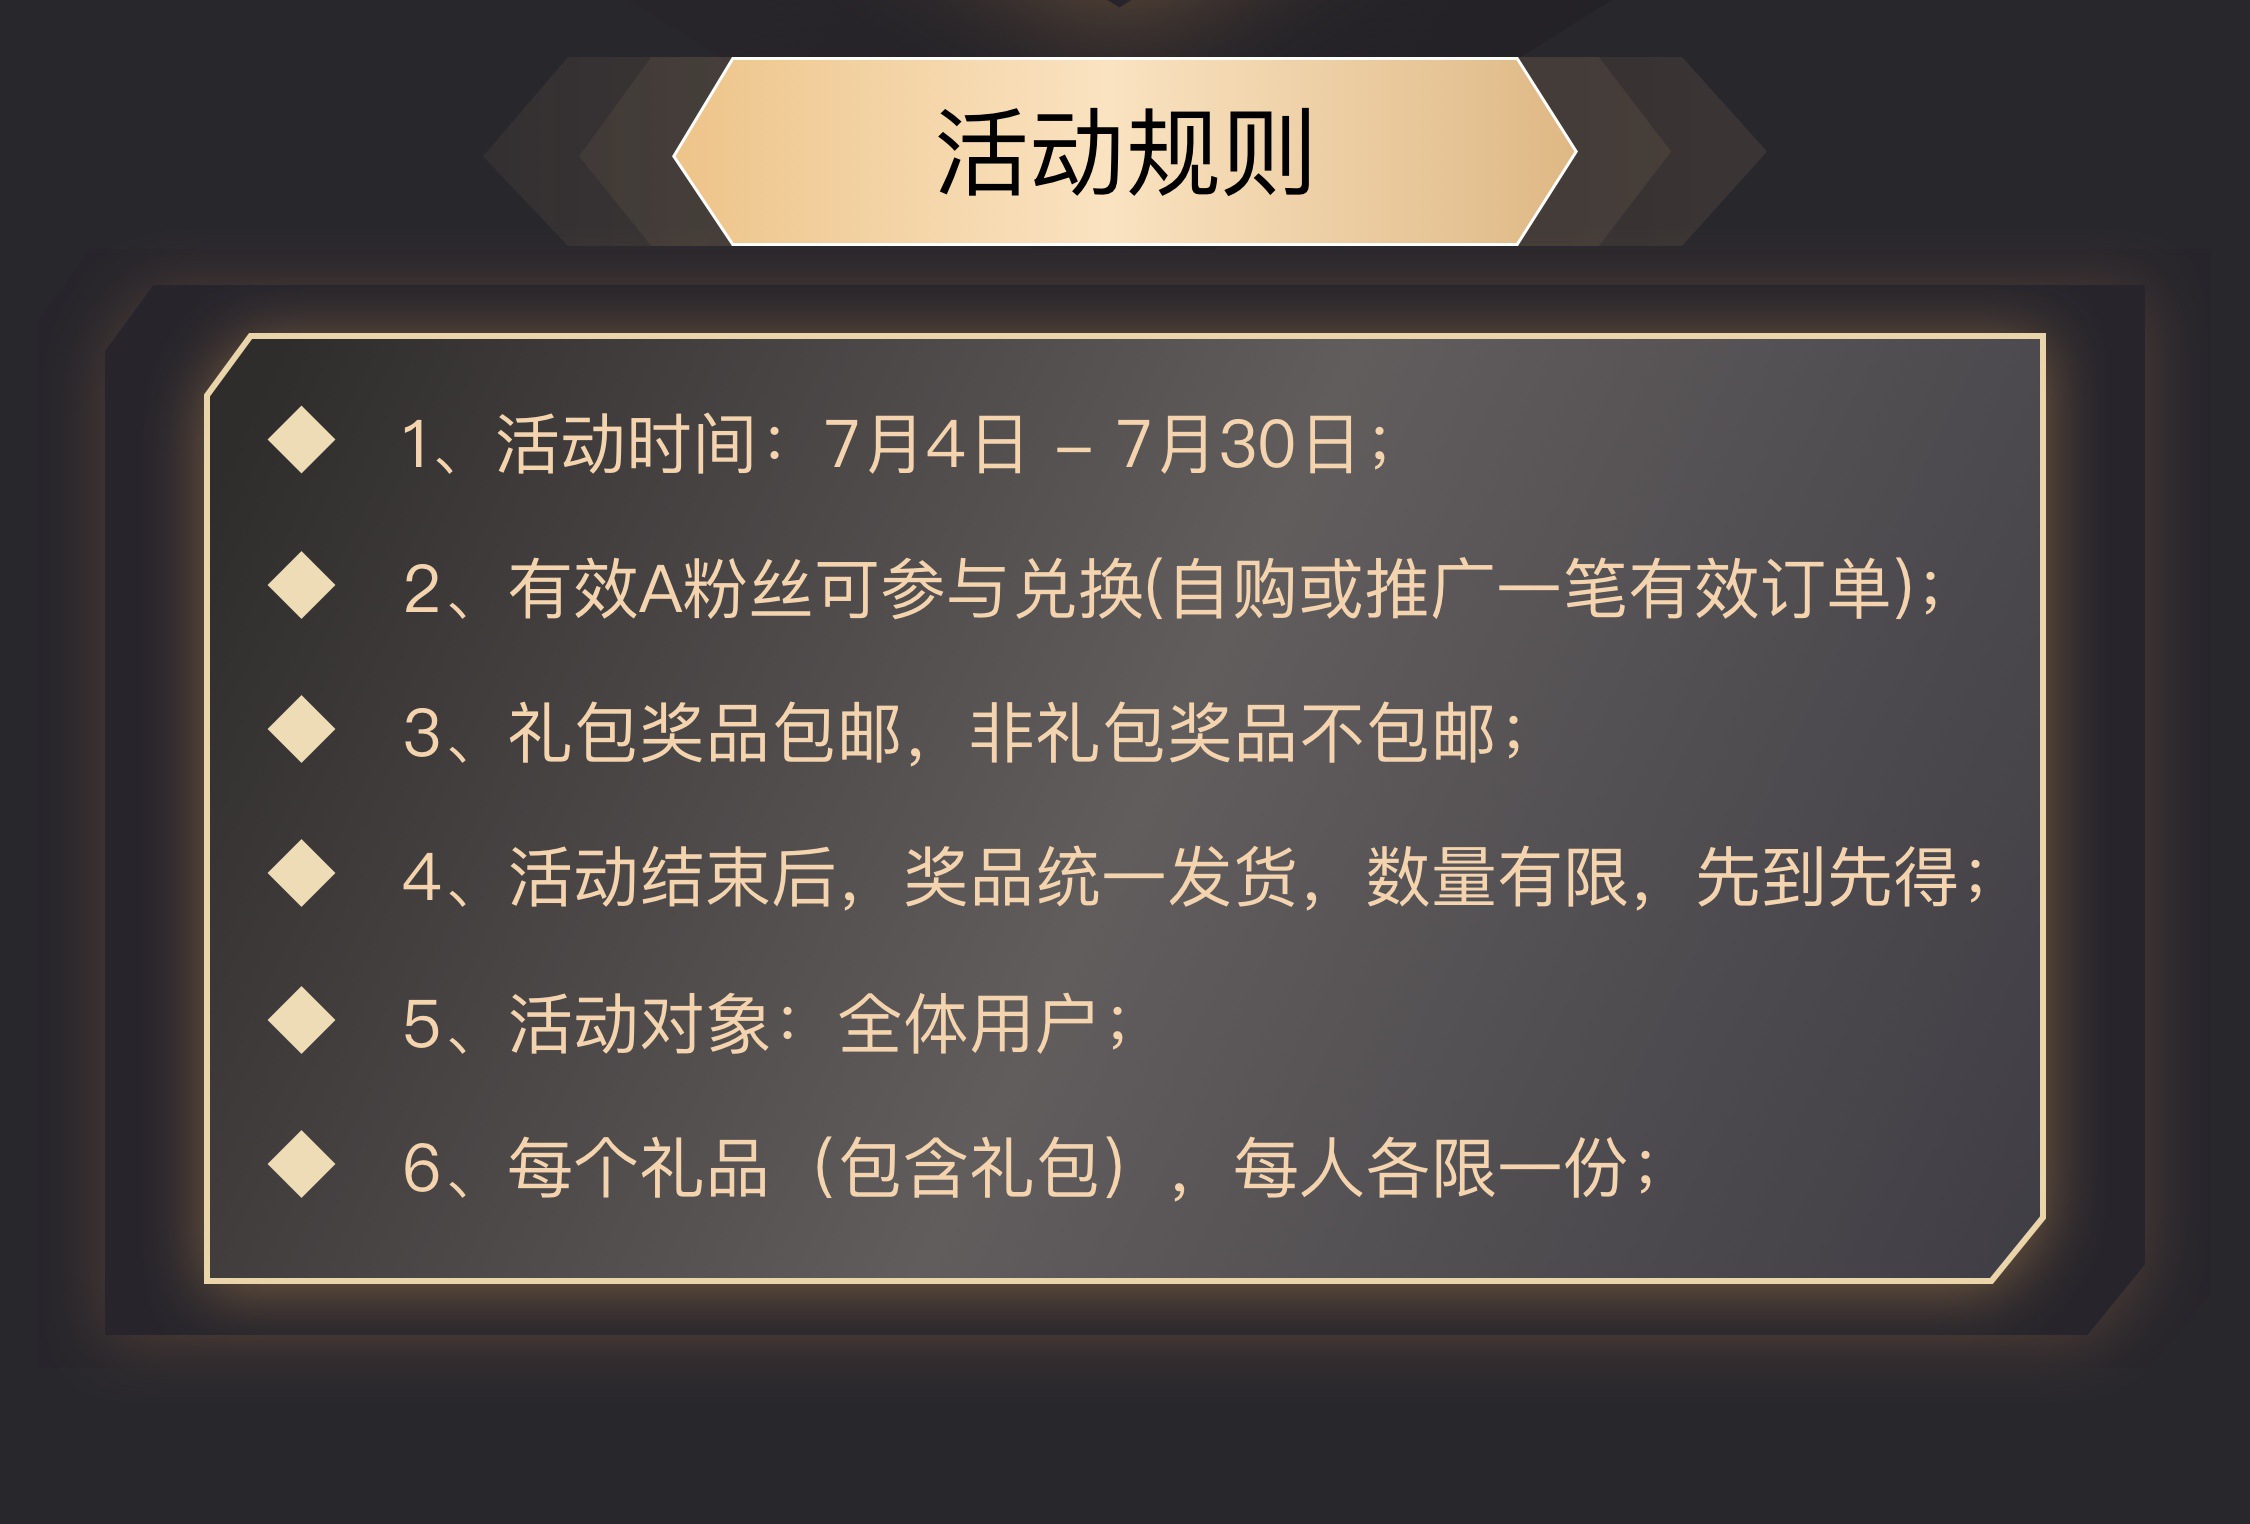 活动规则
1、活动时间：7月4日 – 7月30日；
2、有效A粉丝可参与兑换(自购或推广一笔有效订单)；
3、礼包奖品包邮，非礼包奖品不包邮；
4、活动结束后，奖品统一发货，数量有限，先到先得；
5、活动对象：全体用户；
6、每个礼品（包含礼包），每人各限一份；